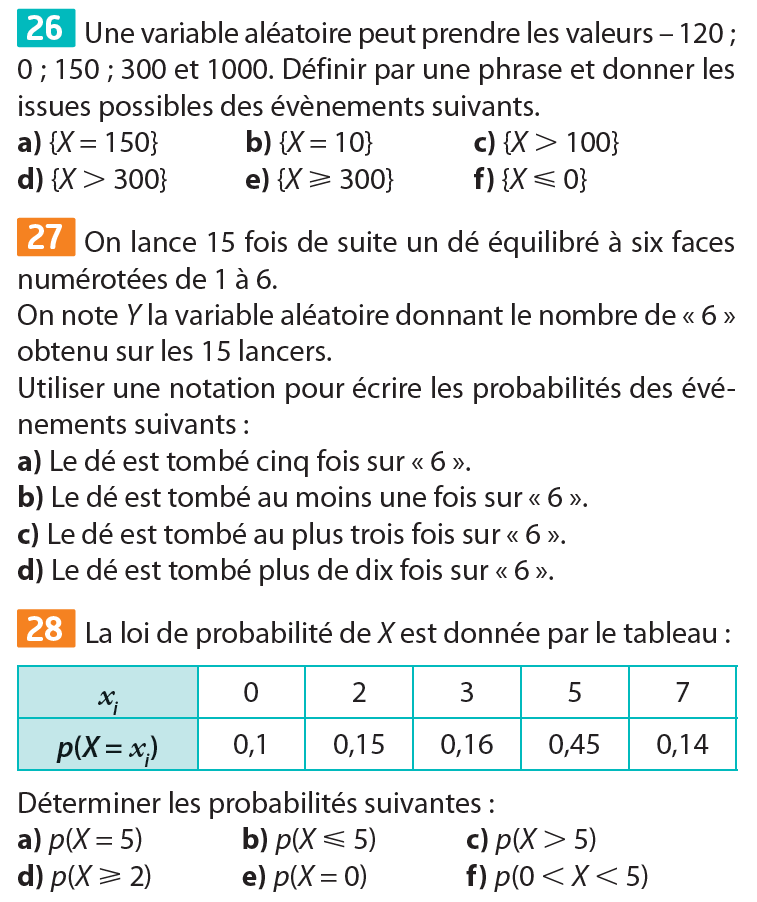 26 Une variable aléatoire peut prendre les valeurs – 120 ;
0 ; 150 ; 300 et 1000. Définir par une phrase et donner les
issues possibles des évènements suivants.
a) {X = 150} b) {X = 10} c) {X > 100}
d) {X > 300} e) {X ⩾ 300} f) {X ⩽ 0}
27 On lance 15 fois de suite un dé équilibré à six faces
numérotées de 1 à 6.
On note Y la variable aléatoire donnant le nombre de « 6 »
obtenu sur les 15 lancers.
Utiliser une notation pour écrire les probabilités des évé-
nements suivants :
a) Le dé est tombé cinq fois sur « 6 ».
b) Le dé est tombé au moins une fois sur « 6 ».
c) Le dé est tombé au plus trois fois sur « 6 ».
d) Le dé est tombé plus de dix fois sur « 6 ».
28 La loi de probabilité de X est donnée par le tableau :
xᵢ 0 2 3 5 7
p(X = xᵢ) 0,1 0,15 0,16 0,45 0,14
Déterminer les probabilités suivantes :
a) p(X = 5) b) p(X ⩽ 5) c) p(X > 5)
d) p(X ⩾ 2) e) p(X = 0) f) p(0 < X < 5)